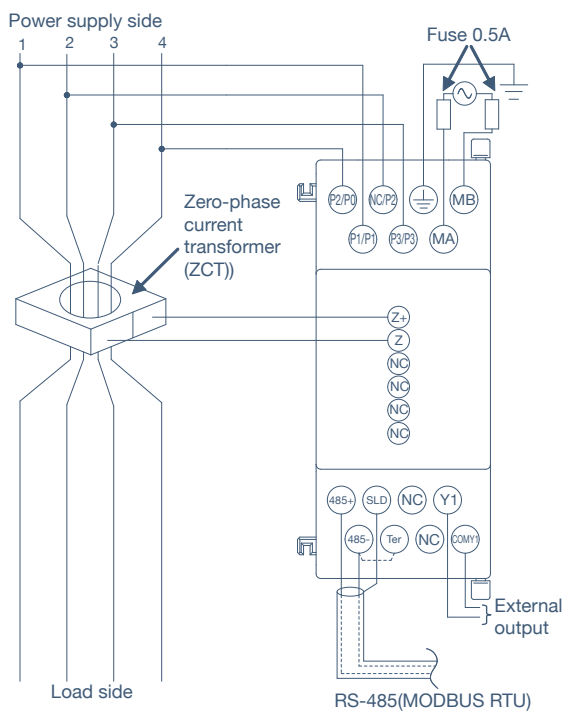 Power supply side
1 2 3 4
Fuse 0.5A
P2/P0 NC/P2 MB
P1/P1 P3/P3 MA
Zero-phase
current
transformer
(ZCT))
Z+
Z
NC
NC
NC
NC
485+ SLD NC Y1
485- Ter NC COMY1
External
output
Load side
RS-485(MODBUS RTU)